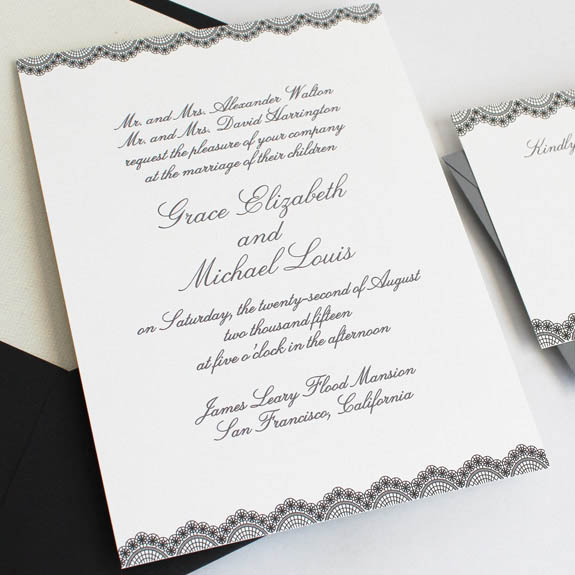 Mr. and Mrs. Alexander Walton
Mr. and Mrs. David Harrington
request the pleasure of your company
at the marriage of their children
Grace Elizabeth
and
Michael Louis
on Saturday, the twenty-second of August
two thousand fifteen
at five o'clock in the afternoon
James Leary Flood Mansion
San Francisco, California
Kindly